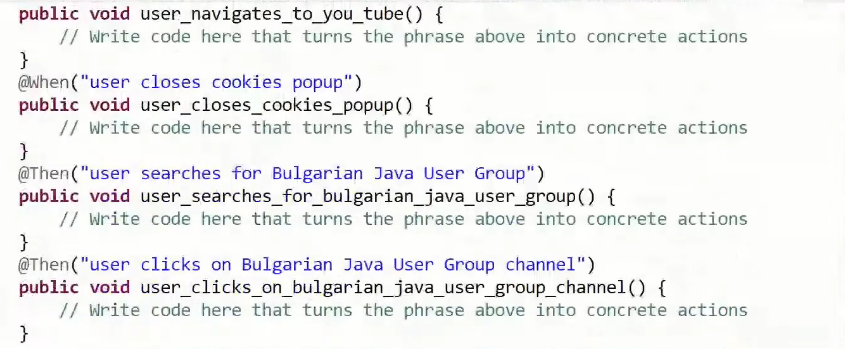 public void user_navigates_to_you_tube() {
    // Write code here that turns the phrase above into concrete actions
}
@When("user closes cookies popup")
public void user_closes_cookies_popup() {
    // Write code here that turns the phrase above into concrete actions
}
@Then("user searches for Bulgarian Java User Group")
public void user_searches_for_bulgarian_java_user_group() {
    // Write code here that turns the phrase above into concrete actions
}
@Then("user clicks on Bulgarian Java User Group channel")
public void user_clicks_on_bulgarian_java_user_group_channel() {
    // Write code here that turns the phrase above into concrete actions
}